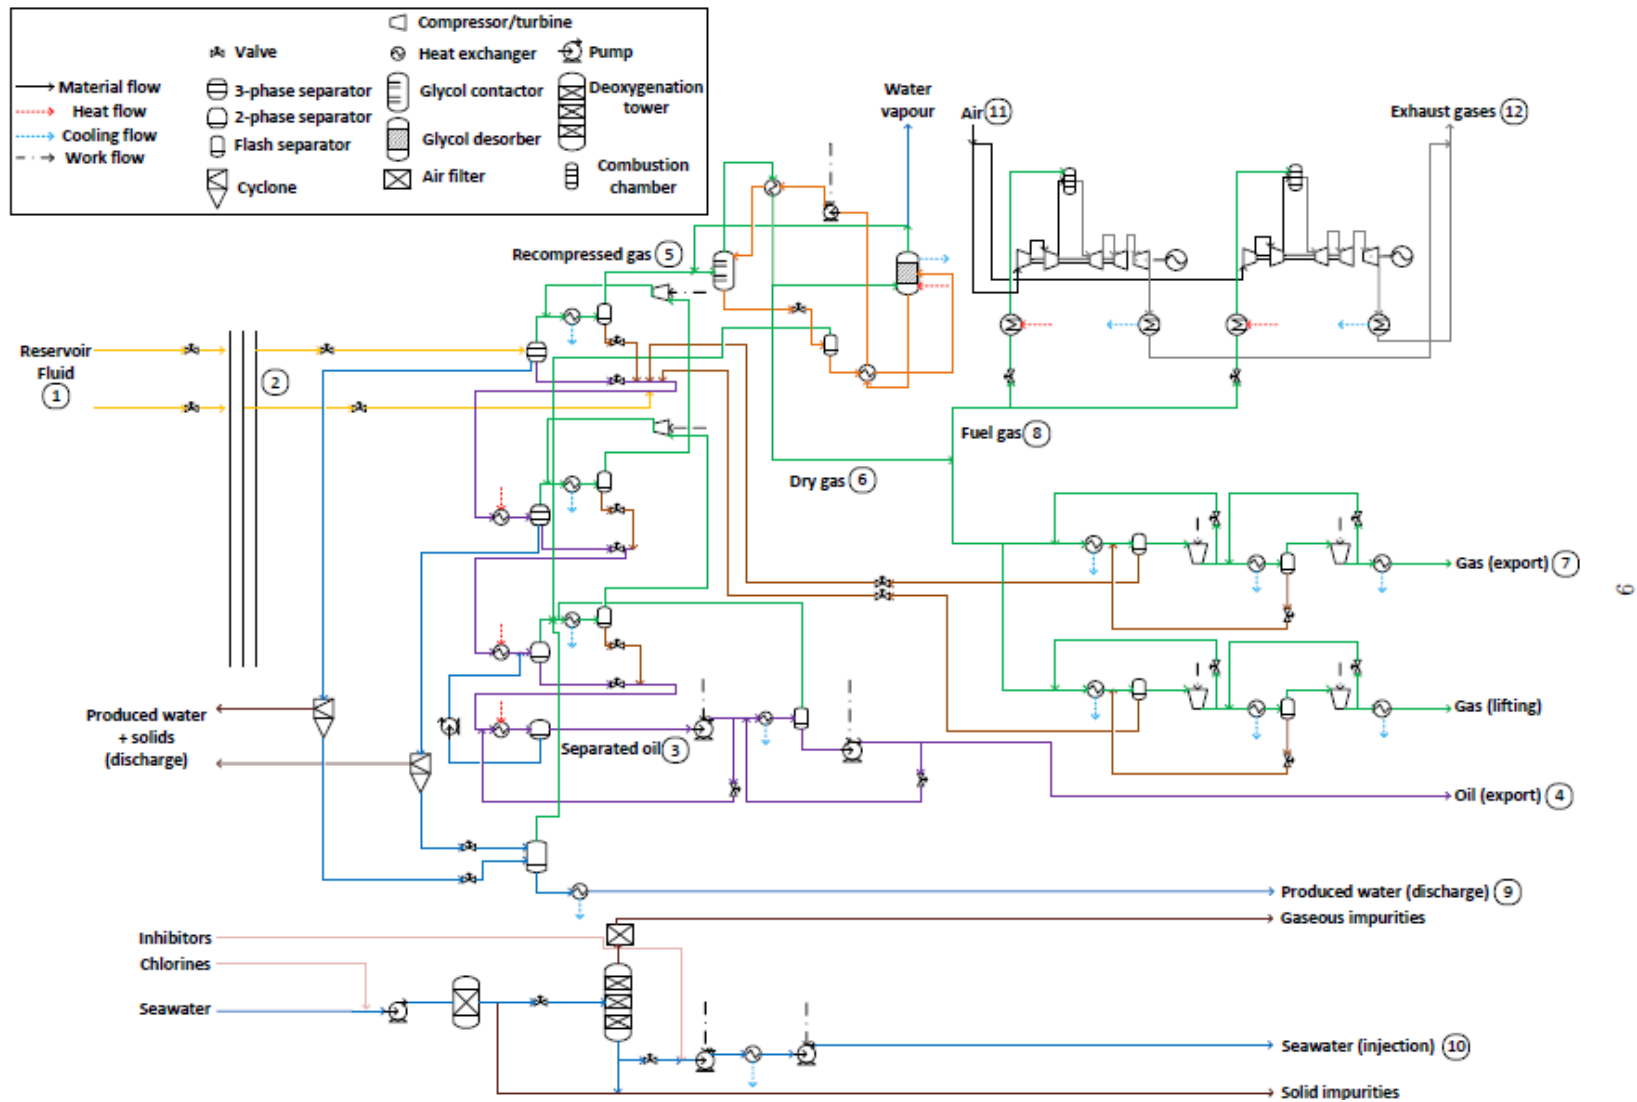 Compressor/turbine
Valve
Heat exchanger
Pump
Material flow
3-phase separator
Glycol contactor
Deoxygenation
tower
Heat flow
2-phase separator
Cooling flow
Flash separator
Glycol desorber
Work flow
Cyclone
Air filter
Combustion
chamber
Water
vapour
Air 11
Exhaust gases 12
Recompressed gas 5
Reservoir
Fluid
1
2
Fuel gas 8
Dry gas 6
Gas (export) 7
9
Gas (lifting)
Produced water
+ solids
(discharge)
Separated oil 3
Oil (export) 4
Produced water (discharge) 9
Gaseous impurities
Inhibitors
Chlorines
Seawater
Seawater (injection) 10
Solid impurities